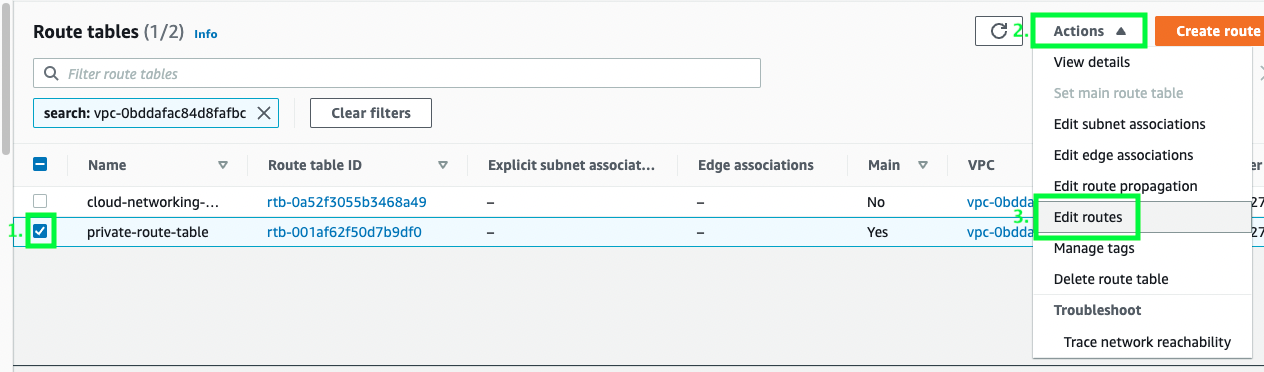 Route tables (1/2) Info
2. Actions ▲ Create route
Filter route tables
View details
search: vpc-0bddafac84d8fafbc Clear filters
Set main route table
Edit subnet associations
Edit edge associations
Name Route table ID Explicit subnet associat... Edge associations Main VPC
Edit route propagation
cloud-networking-... rtb-0a52f3055b3468a49 – – No vpc-0bdda
3. Edit routes
1. private-route-table rtb-001af62f50d7b9df0 – – Yes vpc-0bdda
Manage tags
Delete route table
Troubleshoot
Trace network reachability